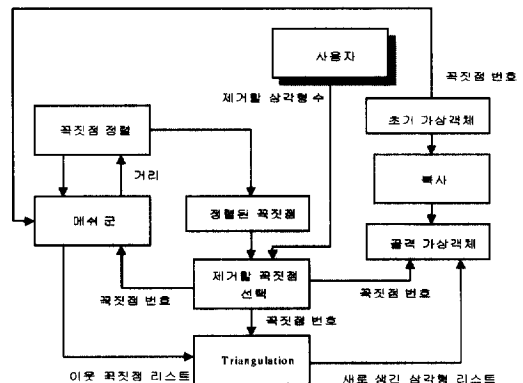 사용자
꼭짓점 번호
제거할 삼각형 수
초기 가상객체
꼭짓점 정렬
거리
복사
메쉬 군
정렬된 꼭짓점
골격 가상객체
제거할 꼭짓점
선택
꼭짓점 번호
꼭짓점 번호
꼭짓점 번호
Triangulation
이웃 꼭짓점 리스트
새로 생긴 삼각형 리스트